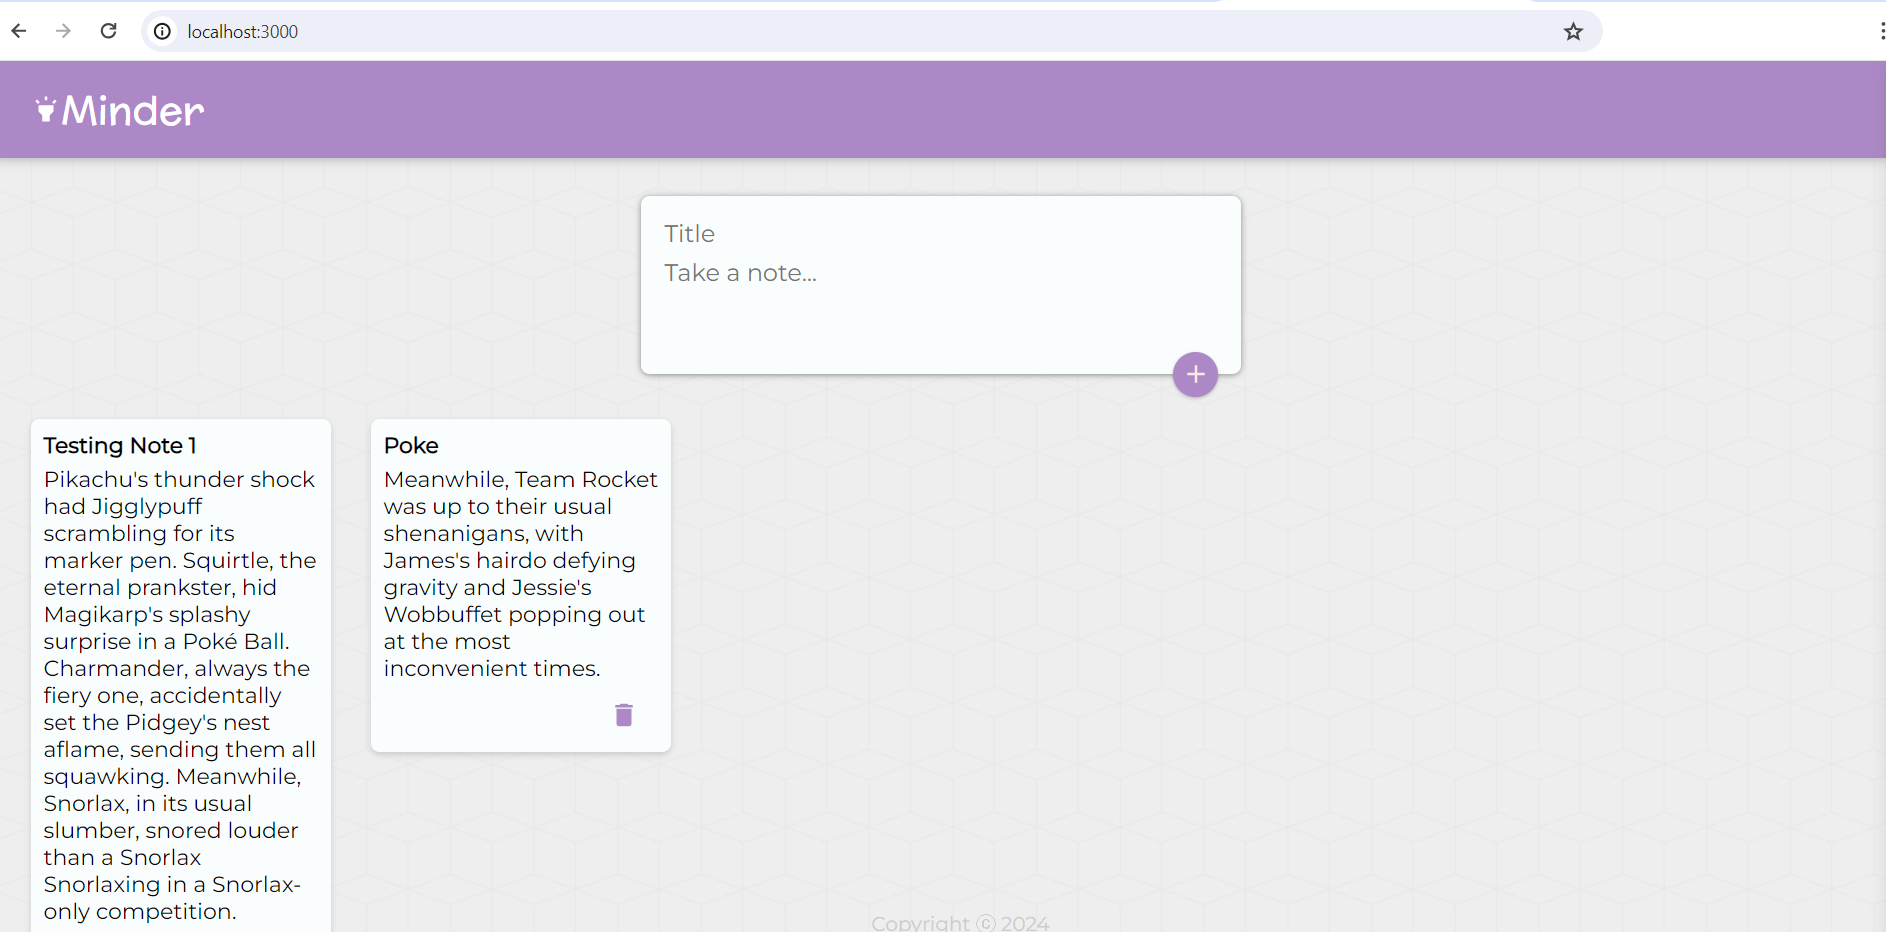 localhost:3000
Minder
Title
Take a note...
Testing Note 1
Pikachu's thunder shock
had Jigglypuff
scrambling for its
marker pen. Squirtle, the
eternal prankster, hid
Magikarp's splashy
surprise in a Poké Ball.
Charmander, always the
fiery one, accidentally
set the Pidgey's nest
aflame, sending them all
squawking. Meanwhile,
Snorlax, in its usual
slumber, snored louder
than a Snorlax
Snorlaxing in a Snorlax-
only competition.
Poke
Meanwhile, Team Rocket
was up to their usual
shenanigans, with
James's hairdo defying
gravity and Jessie's
Wobbuffet popping out
at the most
inconvenient times.
Copyright ⓒ 2024